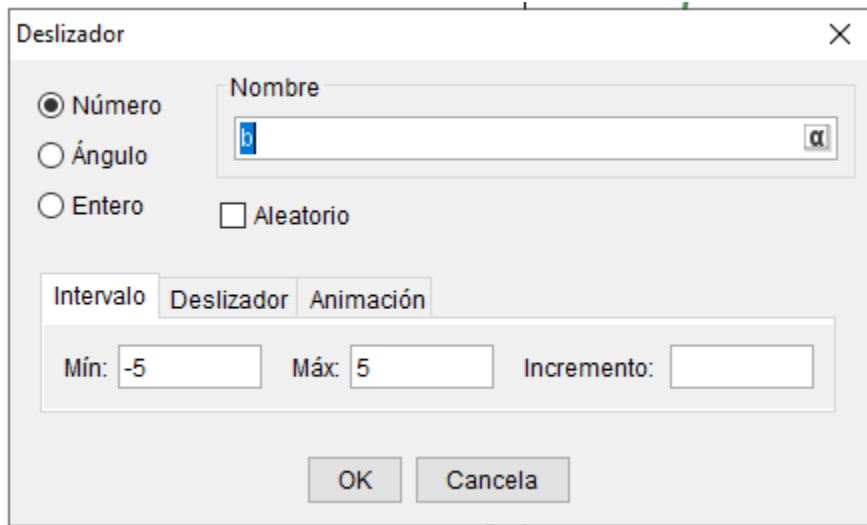 Deslizador
Nombre
Número
b α
Ángulo
Entero
Aleatorio
Intervalo Deslizador Animación
Mín: -5 Máx: 5 Incremento:
OK Cancela